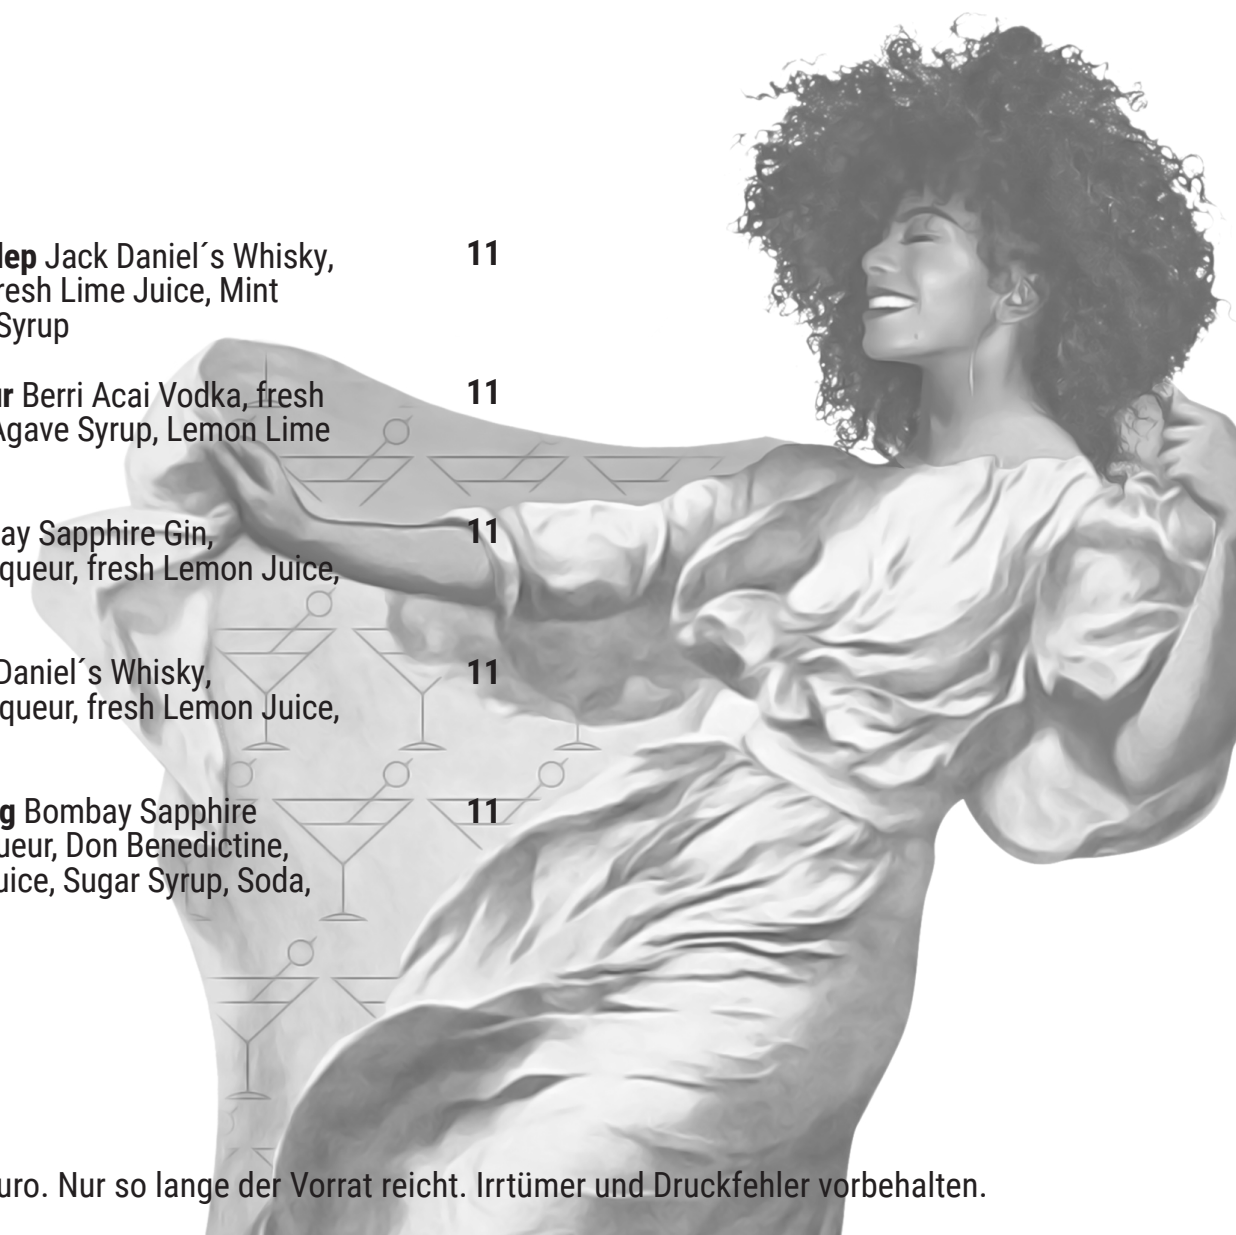 lep Jack Daniel´s Whisky, 11
resh Lime Juice, Mint
Syrup
ur Berri Acai Vodka, fresh 11
Agave Syrup, Lemon Lime
ay Sapphire Gin, 11
queur, fresh Lemon Juice,
Daniel´s Whisky, 11
queur, fresh Lemon Juice,
g Bombay Sapphire 11
ueur, Don Benedictine,
uice, Sugar Syrup, Soda,
uro. Nur so lange der Vorrat reicht. Irrtümer und Druckfehler vorbehalten.